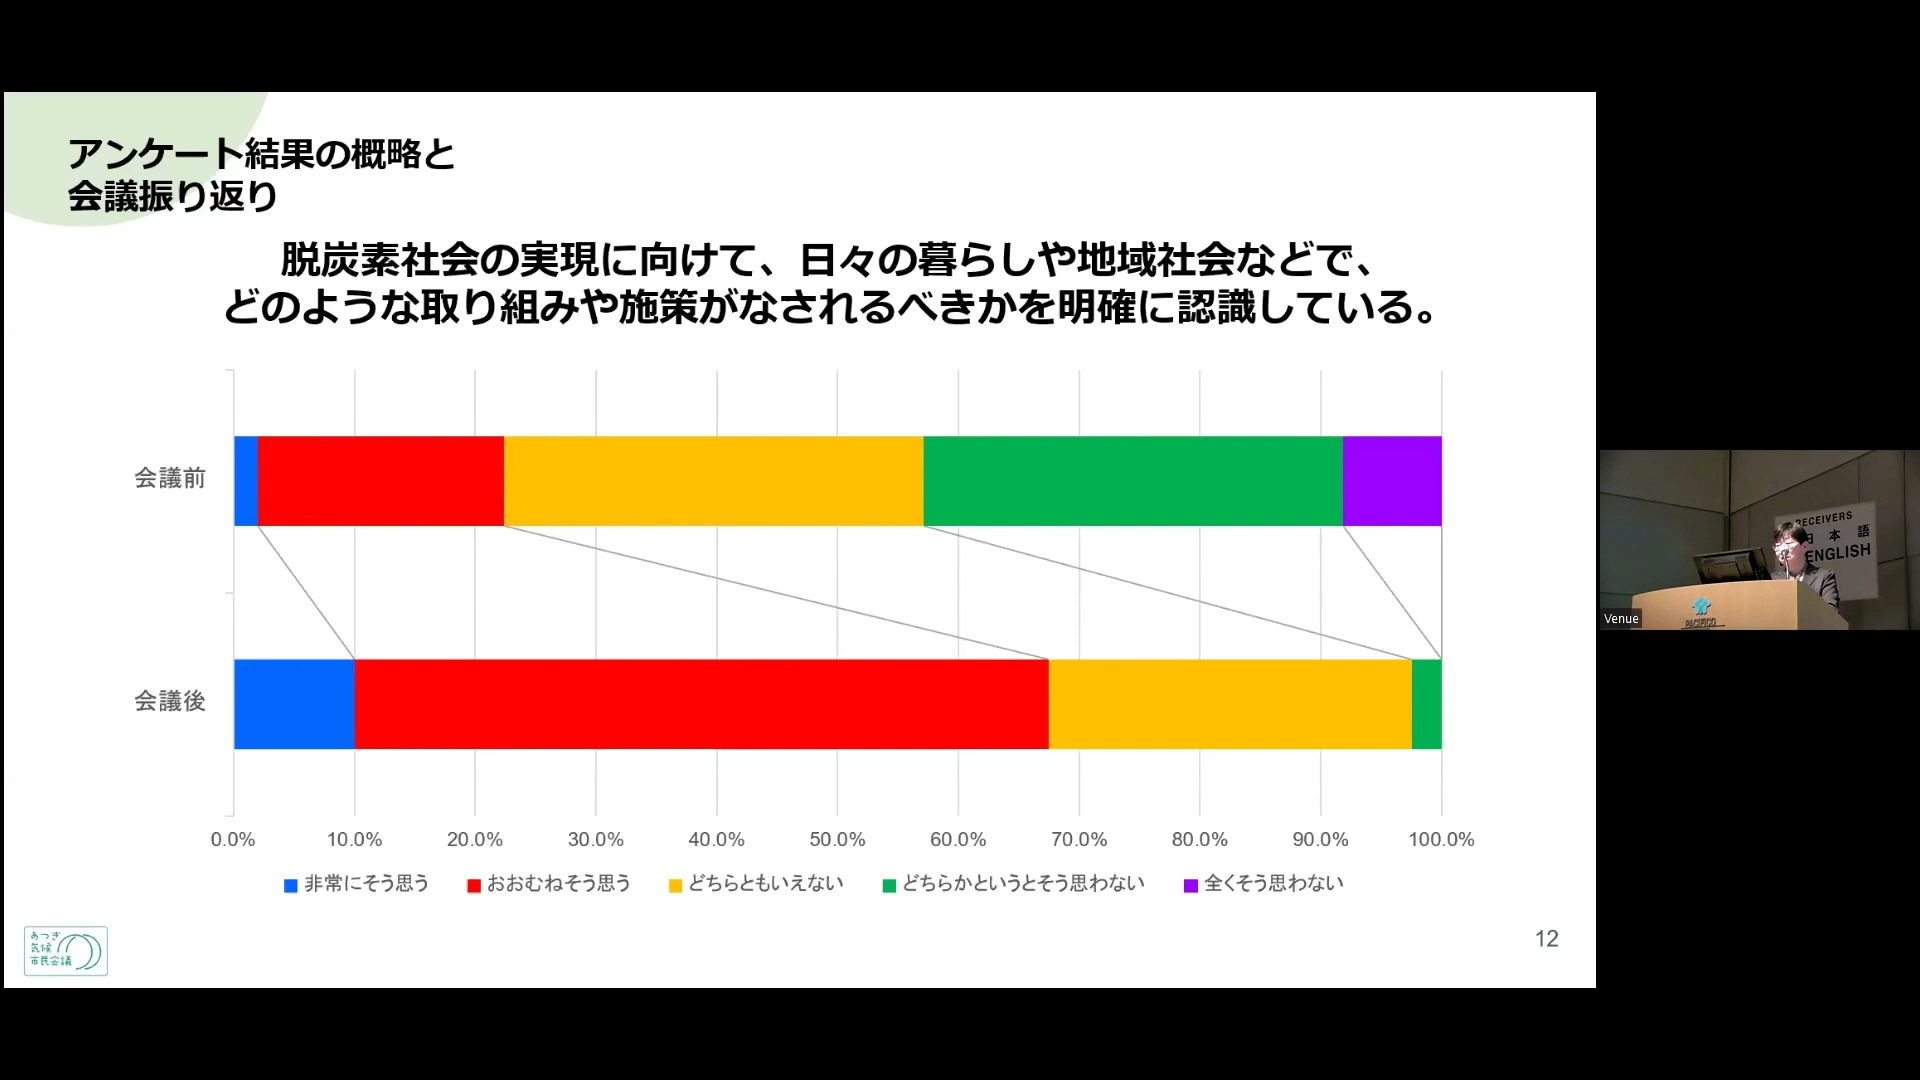 アンケート結果の概略と
会議振り返り
脱炭素社会の実現に向けて、日々の暮らしや地域社会などで、
どのような取り組みや施策がなされるべきかを明確に認識している。
会議前
会議後
0.0% 10.0% 20.0% 30.0% 40.0% 50.0% 60.0% 70.0% 80.0% 90.0% 100.0%
非常にそう思う おおむねそう思う どちらともいえない どちらかというとそう思わない 全くそう思わない
あつぎ
気候
市民会議
12
RECEIVERS
日本語
ENGLISH
PACIFICO
Venue